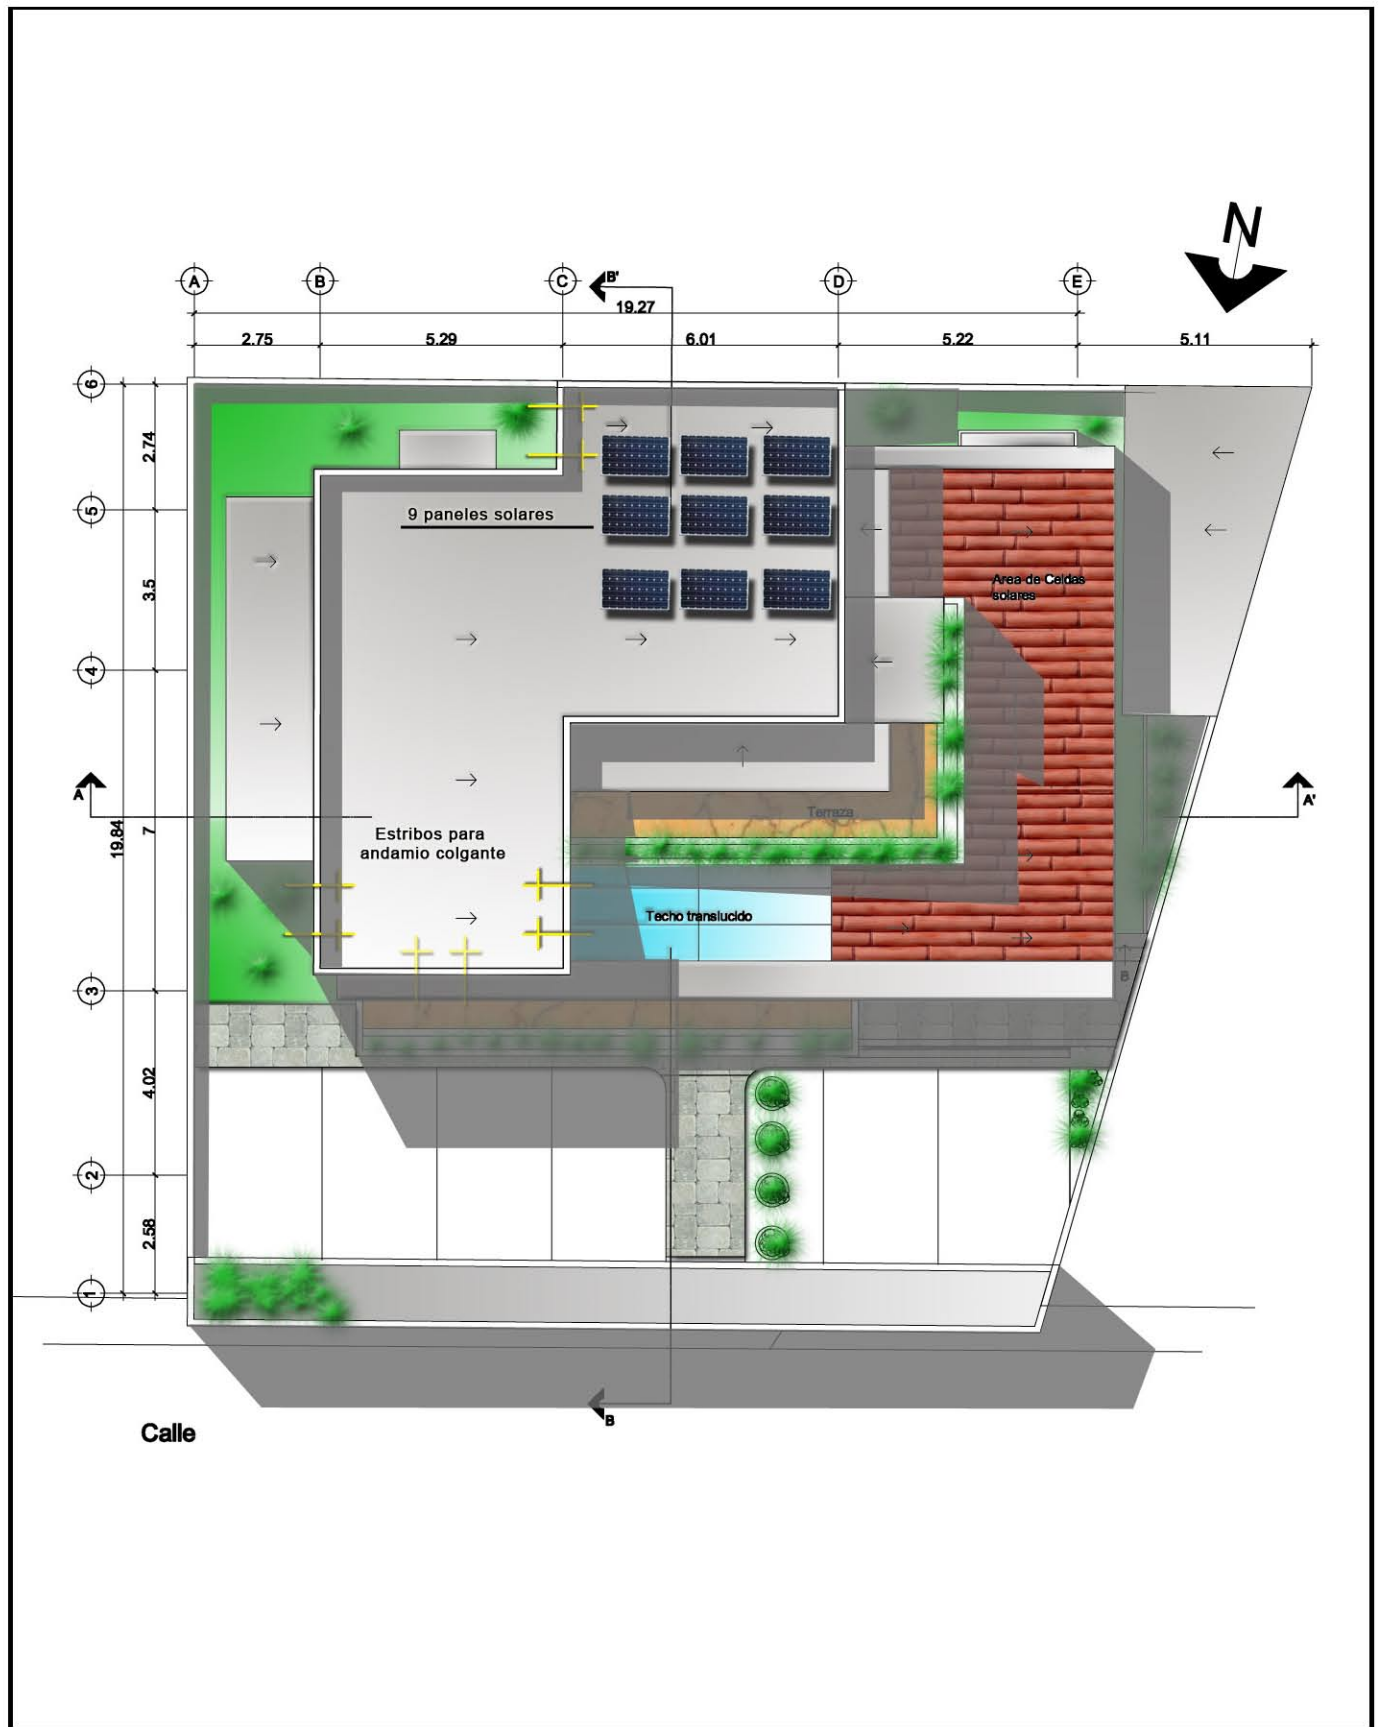 N
A
B
C
B'
D
E
19.27
2.75
5.29
6.01
5.22
5.11
6
2.74
5
9 paneles solares
3.5
Area de Celdas
solares
4
A
A'
19.84
7
Terraza
Estribos para
andamio colgante
Techo translucido
B
3
4.02
2
2.58
1
B
Calle